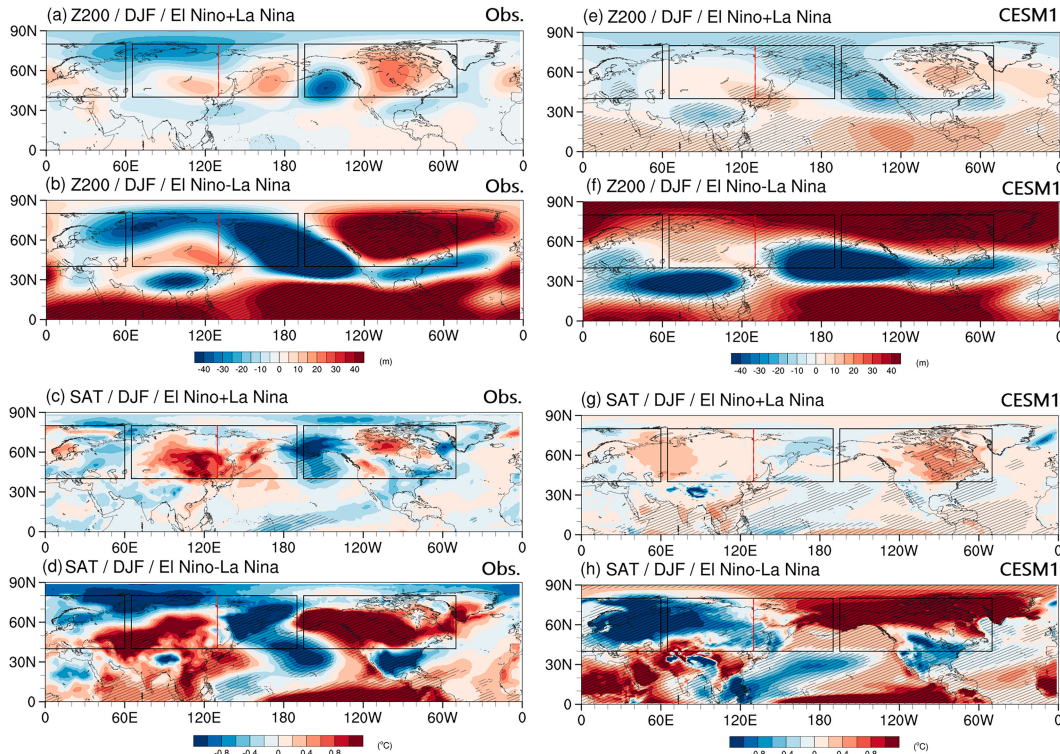 (a) Z200 / DJF / El Nino+La Nina Obs.
90N
60N
30N
0
0 60E 120E 180 120W 60W 0
(b) Z200 / DJF / El Nino-La Nina Obs.
90N
60N
30N
0
0 60E 120E 180 120W 60W 0
-40 -30 -20 -10 0 10 20 30 40 (m)
(c) SAT / DJF / El Nino+La Nina Obs.
90N
60N
30N
0
0 60E 120E 180 120W 60W 0
(d) SAT / DJF / El Nino-La Nina Obs.
90N
60N
30N
0
0 60E 120E 180 120W 60W 0
-0.8 -0.4 0 0.4 0.8 (°C)
(e) Z200 / DJF / El Nino+La Nina CESM1
90N
60N
30N
0
0 60E 120E 180 120W 60W 0
(f) Z200 / DJF / El Nino-La Nina CESM1
90N
60N
30N
0
0 60E 120E 180 120W 60W 0
-40 -30 -20 -10 0 10 20 30 40 (m)
(g) SAT / DJF / El Nino+La Nina CESM1
90N
60N
30N
0
0 60E 120E 180 120W 60W 0
(h) SAT / DJF / El Nino-La Nina CESM1
90N
60N
30N
0
0 60E 120E 180 120W 60W 0
-0.8 -0.4 0 0.4 0.8 (°C)